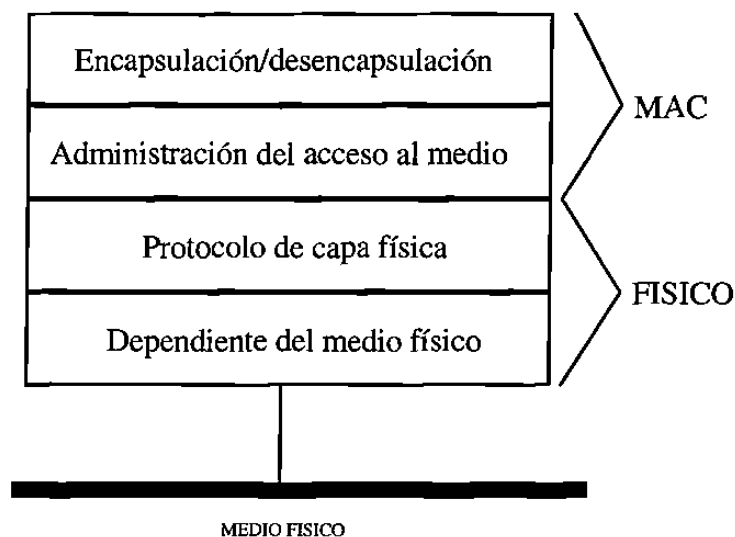 Encapsulación/desencapsulación
Administración del acceso al medio
MAC
Protocolo de capa física
Dependiente del medio físico
FISICO
MEDIO FISICO